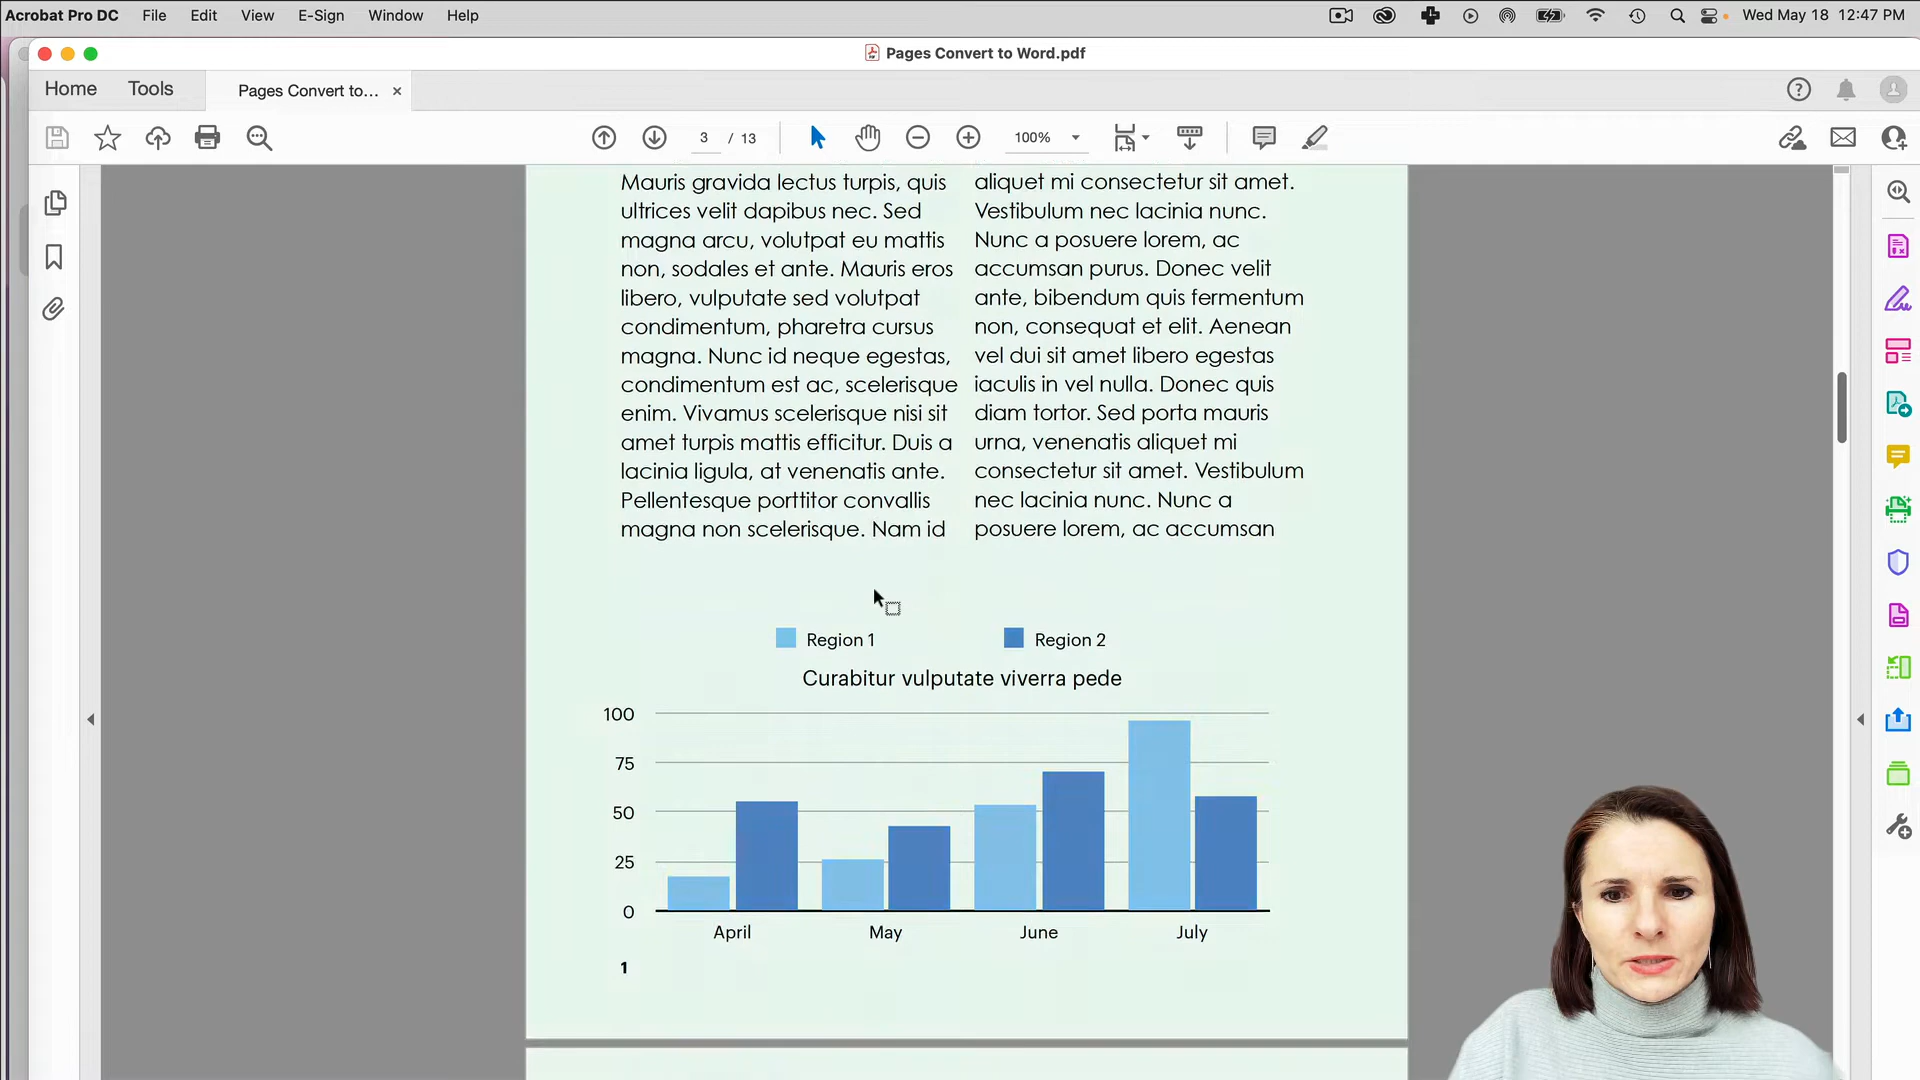 Acrobat Pro DC File Edit View E-Sign Window Help Wed May 18 12:47 PM
Pages Convert to Word.pdf
Home Tools Pages Convert to... ×
3 / 13 100%
Mauris gravida lectus turpis, quis
ultrices velit dapibus nec. Sed
magna arcu, volutpat eu mattis
non, sodales et ante. Mauris eros
libero, vulputate sed volutpat
condimentum, pharetra cursus
magna. Nunc id neque egestas,
condimentum est ac, scelerisque
enim. Vivamus scelerisque nisi sit
amet turpis mattis efficitur. Duis a
lacinia ligula, at venenatis ante.
Pellentesque porttitor convallis
magna non scelerisque. Nam id
aliquet mi consectetur sit amet.
Vestibulum nec lacinia nunc.
Nunc a posuere lorem, ac
accumsan purus. Donec velit
ante, bibendum quis fermentum
non, consequat et elit. Aenean
vel dui sit amet libero egestas
iaculis in vel nulla. Donec quis
diam tortor. Sed porta mauris
urna, venenatis aliquet mi
consectetur sit amet. Vestibulum
nec lacinia nunc. Nunc a
posuere lorem, ac accumsan
Region 1 Region 2
Curabitur vulputate viverra pede
100
75
50
25
0
April May June July
1